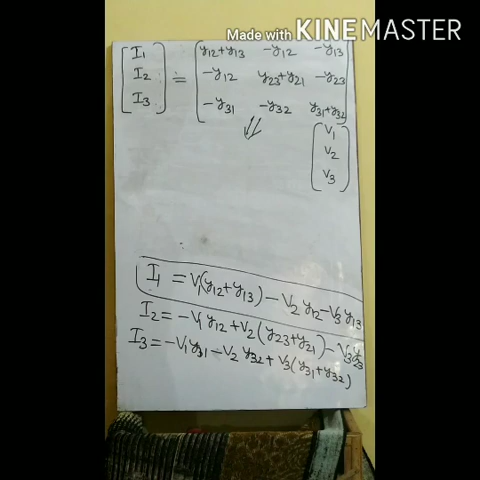 Made with KINEMASTER
[I1] = [y12+y13 -y12 -y13]
[I2] [-y12 y23+y21 -y23]
[I3] [-y31 -y32 y31+y32]
[V1]
[V2]
[V3]
I1 = V1(y12+y13) - V2 y12 - V3 y13
I2 = -V1 y12 + V2(y23+y21) - V3 y23
I3 = -V1 y31 - V2 y32 + V3(y31+y32)